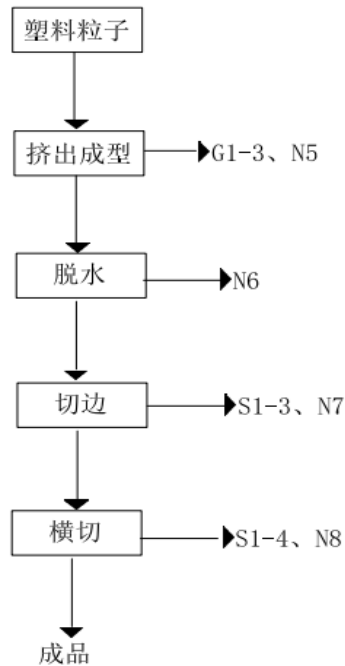 塑料粒子
挤出成型
G1-3、N5
脱水
N6
切边
S1-3、N7
横切
S1-4、N8
成品